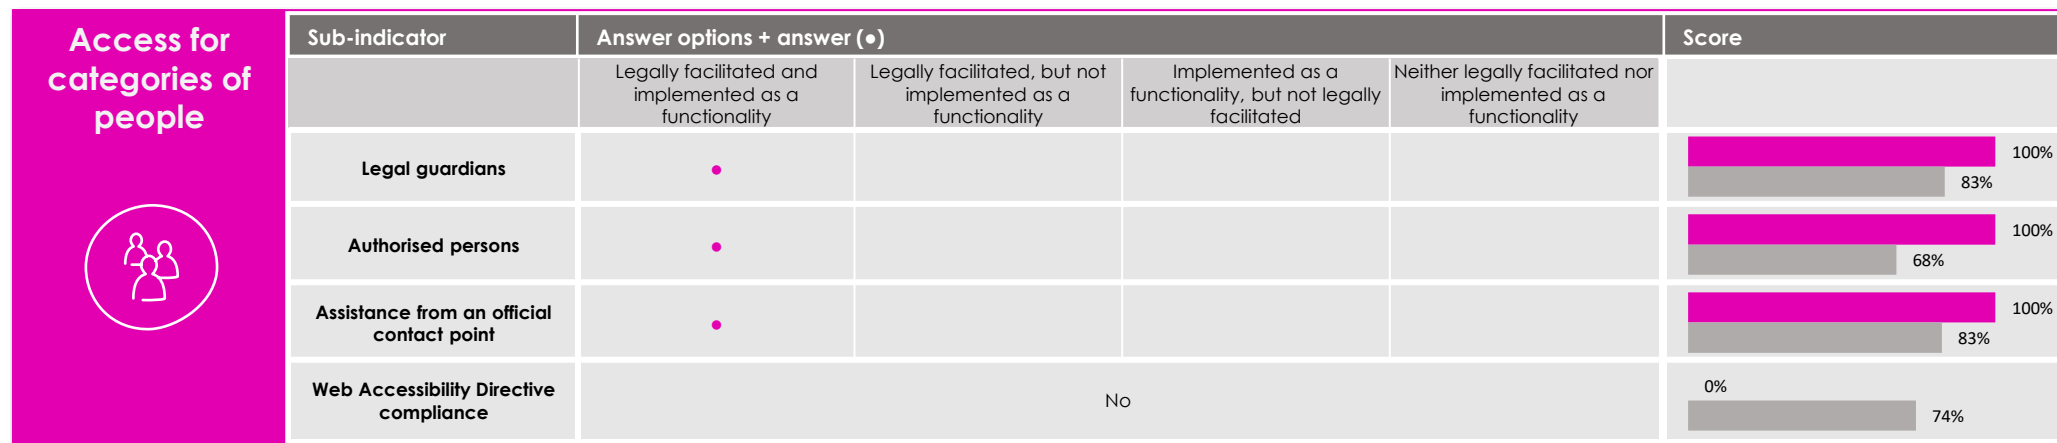 Access for
categories of
people
Sub-indicator
Answer options + answer (●)
Score
Legally facilitated and
implemented as a
functionality
Legally facilitated, but not
implemented as a
functionality
Implemented as a
functionality, but not legally
facilitated
Neither legally facilitated nor
implemented as a
functionality
Legal guardians
●
100%
83%
Authorised persons
●
100%
68%
Assistance from an official
contact point
●
100%
83%
Web Accessibility Directive
compliance
No
0%
74%